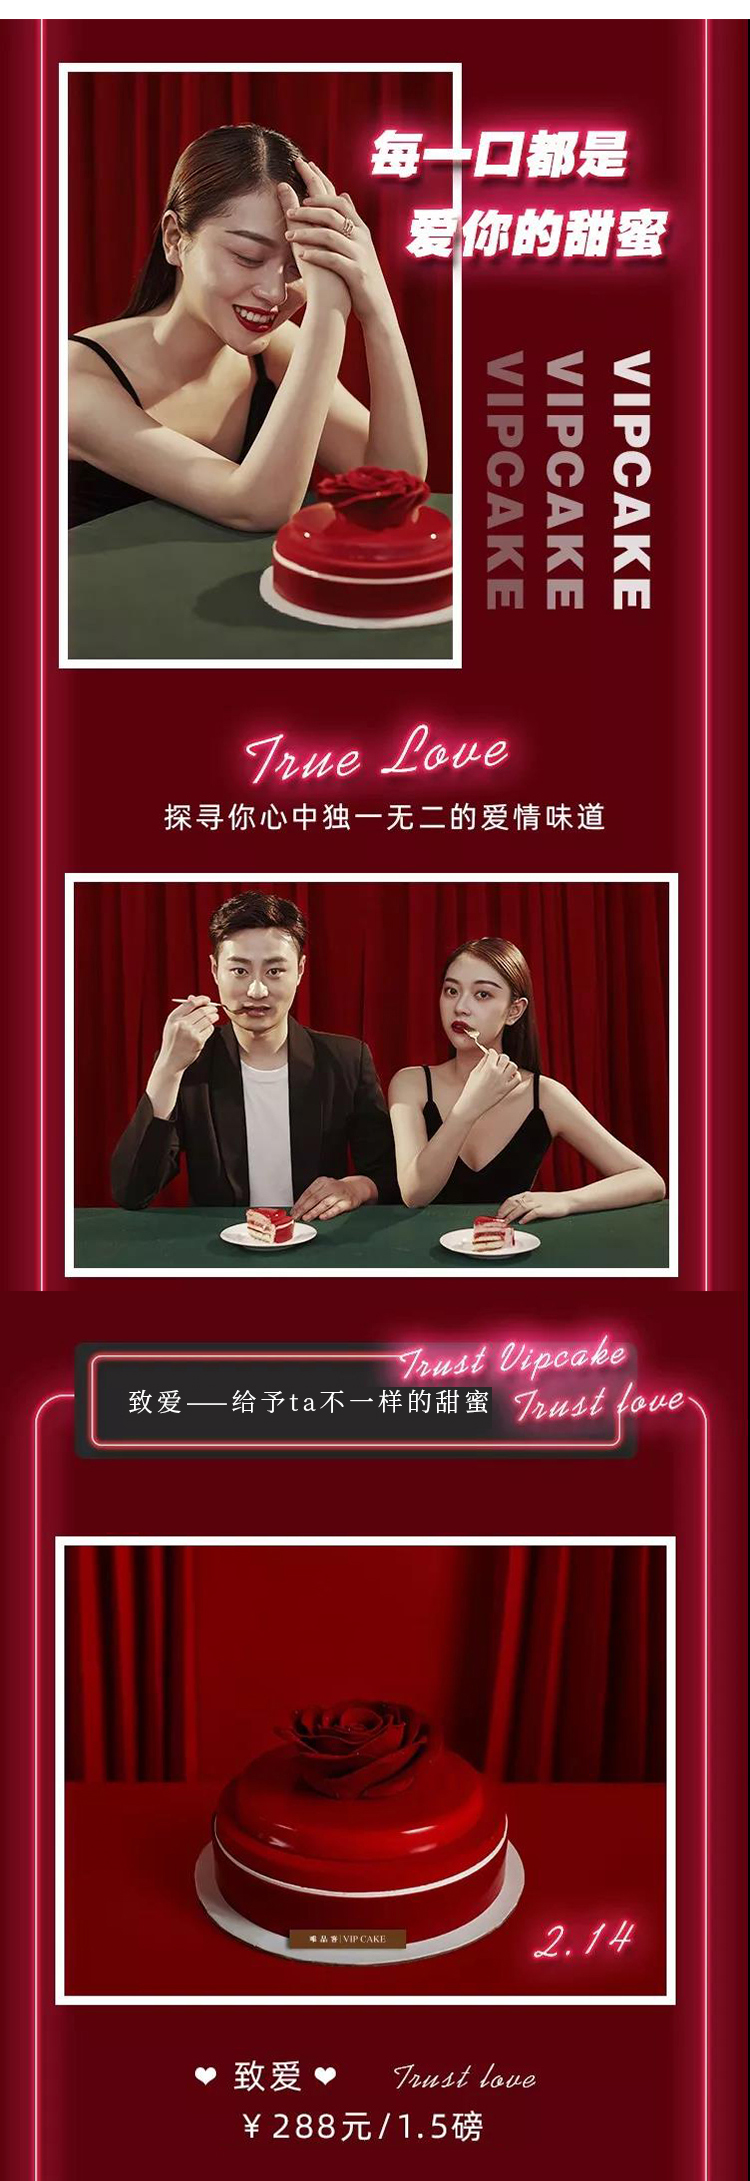 每一口都是
爱你的甜蜜
VIPCAKE
VIPCAKE
VIPCAKE
True Love
探寻你心中独一无二的爱情味道
Trust Vipcake
Trust love
致爱——给予ta不一样的甜蜜
唯品客|VIP CAKE
2.14
❤ 致爱 ❤ Trust love
¥288元/1.5磅